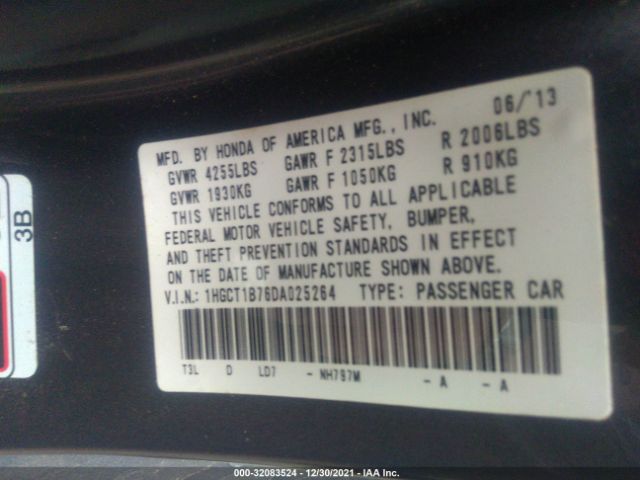 06/'13
MFD. BY HONDA OF AMERICA MFG., INC.
GVWR 4255LBS GAWR F 2315LBS R 2006LBS
GVWR 1930KG GAWR F 1050KG R 910KG
THIS VEHICLE CONFORMS TO ALL APPLICABLE
FEDERAL MOTOR VEHICLE SAFETY, BUMPER,
AND THEFT PREVENTION STANDARDS IN EFFECT
ON THE DATE OF MANUFACTURE SHOWN ABOVE.
V.I.N.: 1HGCT1B76DA025264 TYPE: PASSENGER CAR
T3L D LD7 - NH797M - A - A
3B
000-32083524 - 12/30/2021 - IAA Inc.